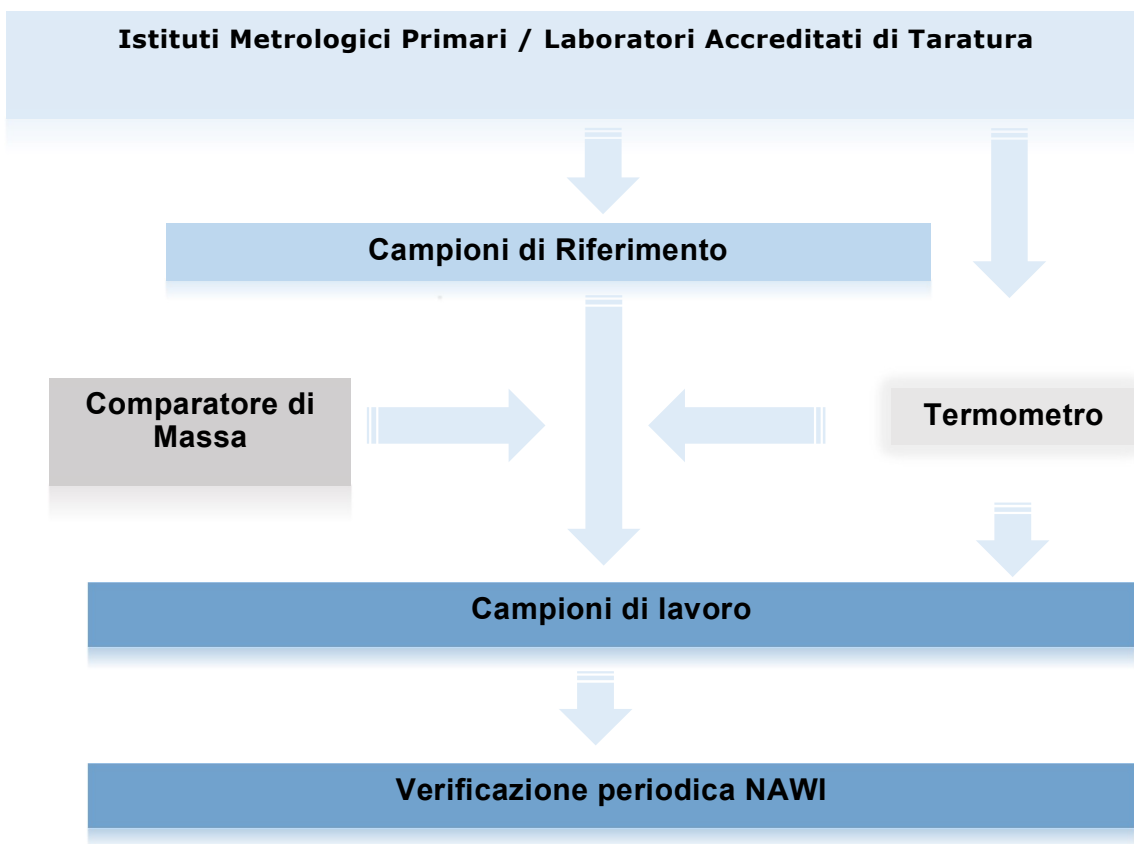 Istituti Metrologici Primari / Laboratori Accreditati di Taratura
Campioni di Riferimento
Comparatore di
Massa
Termometro
Campioni di lavoro
Verificazione periodica NAWI